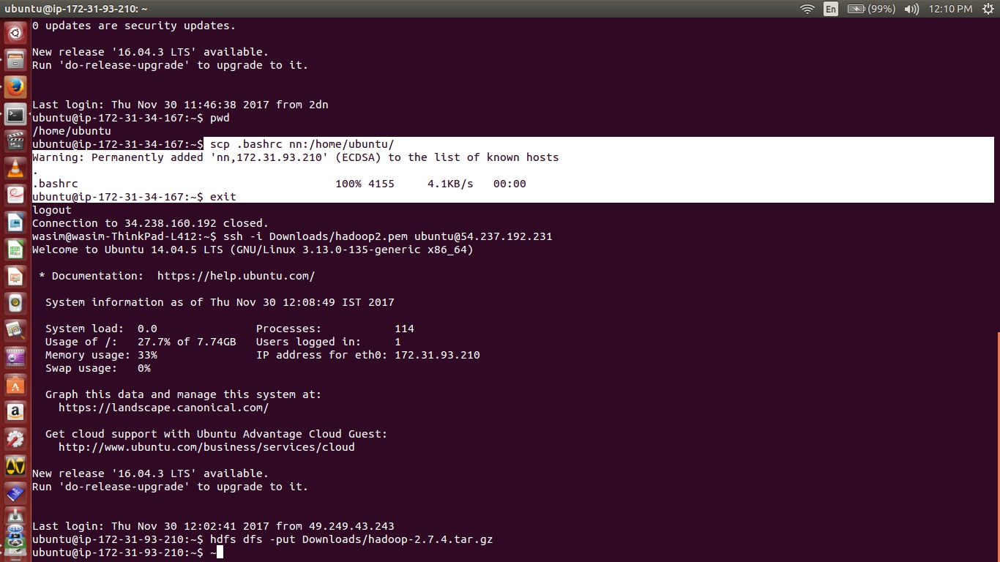 ubuntu@ip-172-31-93-210: ~
En
(99%)
12:10 PM
0 updates are security updates.
New release '16.04.3 LTS' available.
Run 'do-release-upgrade' to upgrade to it.
Last login: Thu Nov 30 11:46:38 2017 from 2dn
ubuntu@ip-172-31-34-167:~$ pwd
/home/ubuntu
ubuntu@ip-172-31-34-167:~$ scp .bashrc nn:/home/ubuntu/
Warning: Permanently added 'nn,172.31.93.210' (ECDSA) to the list of known hosts
.
.bashrc 100% 4155 4.1KB/s 00:00
ubuntu@ip-172-31-34-167:~$ exit
logout
Connection to 34.238.160.192 closed.
wasim@wasim-ThinkPad-L412:~$ ssh -i Downloads/hadoop2.pem ubuntu@54.237.192.231
Welcome to Ubuntu 14.04.5 LTS (GNU/Linux 3.13.0-135-generic x86_64)
* Documentation: https://help.ubuntu.com/
System information as of Thu Nov 30 12:08:49 IST 2017
System load: 0.0 Processes: 114
Usage of /: 27.7% of 7.74GB Users logged in: 1
Memory usage: 33% IP address for eth0: 172.31.93.210
Swap usage: 0%
Graph this data and manage this system at:
https://landscape.canonical.com/
Get cloud support with Ubuntu Advantage Cloud Guest:
http://www.ubuntu.com/business/services/cloud
New release '16.04.3 LTS' available.
Run 'do-release-upgrade' to upgrade to it.
Last login: Thu Nov 30 12:02:41 2017 from 49.249.43.243
ubuntu@ip-172-31-93-210:~$ hdfs dfs -put Downloads/hadoop-2.7.4.tar.gz
ubuntu@ip-172-31-93-210:~$ ~